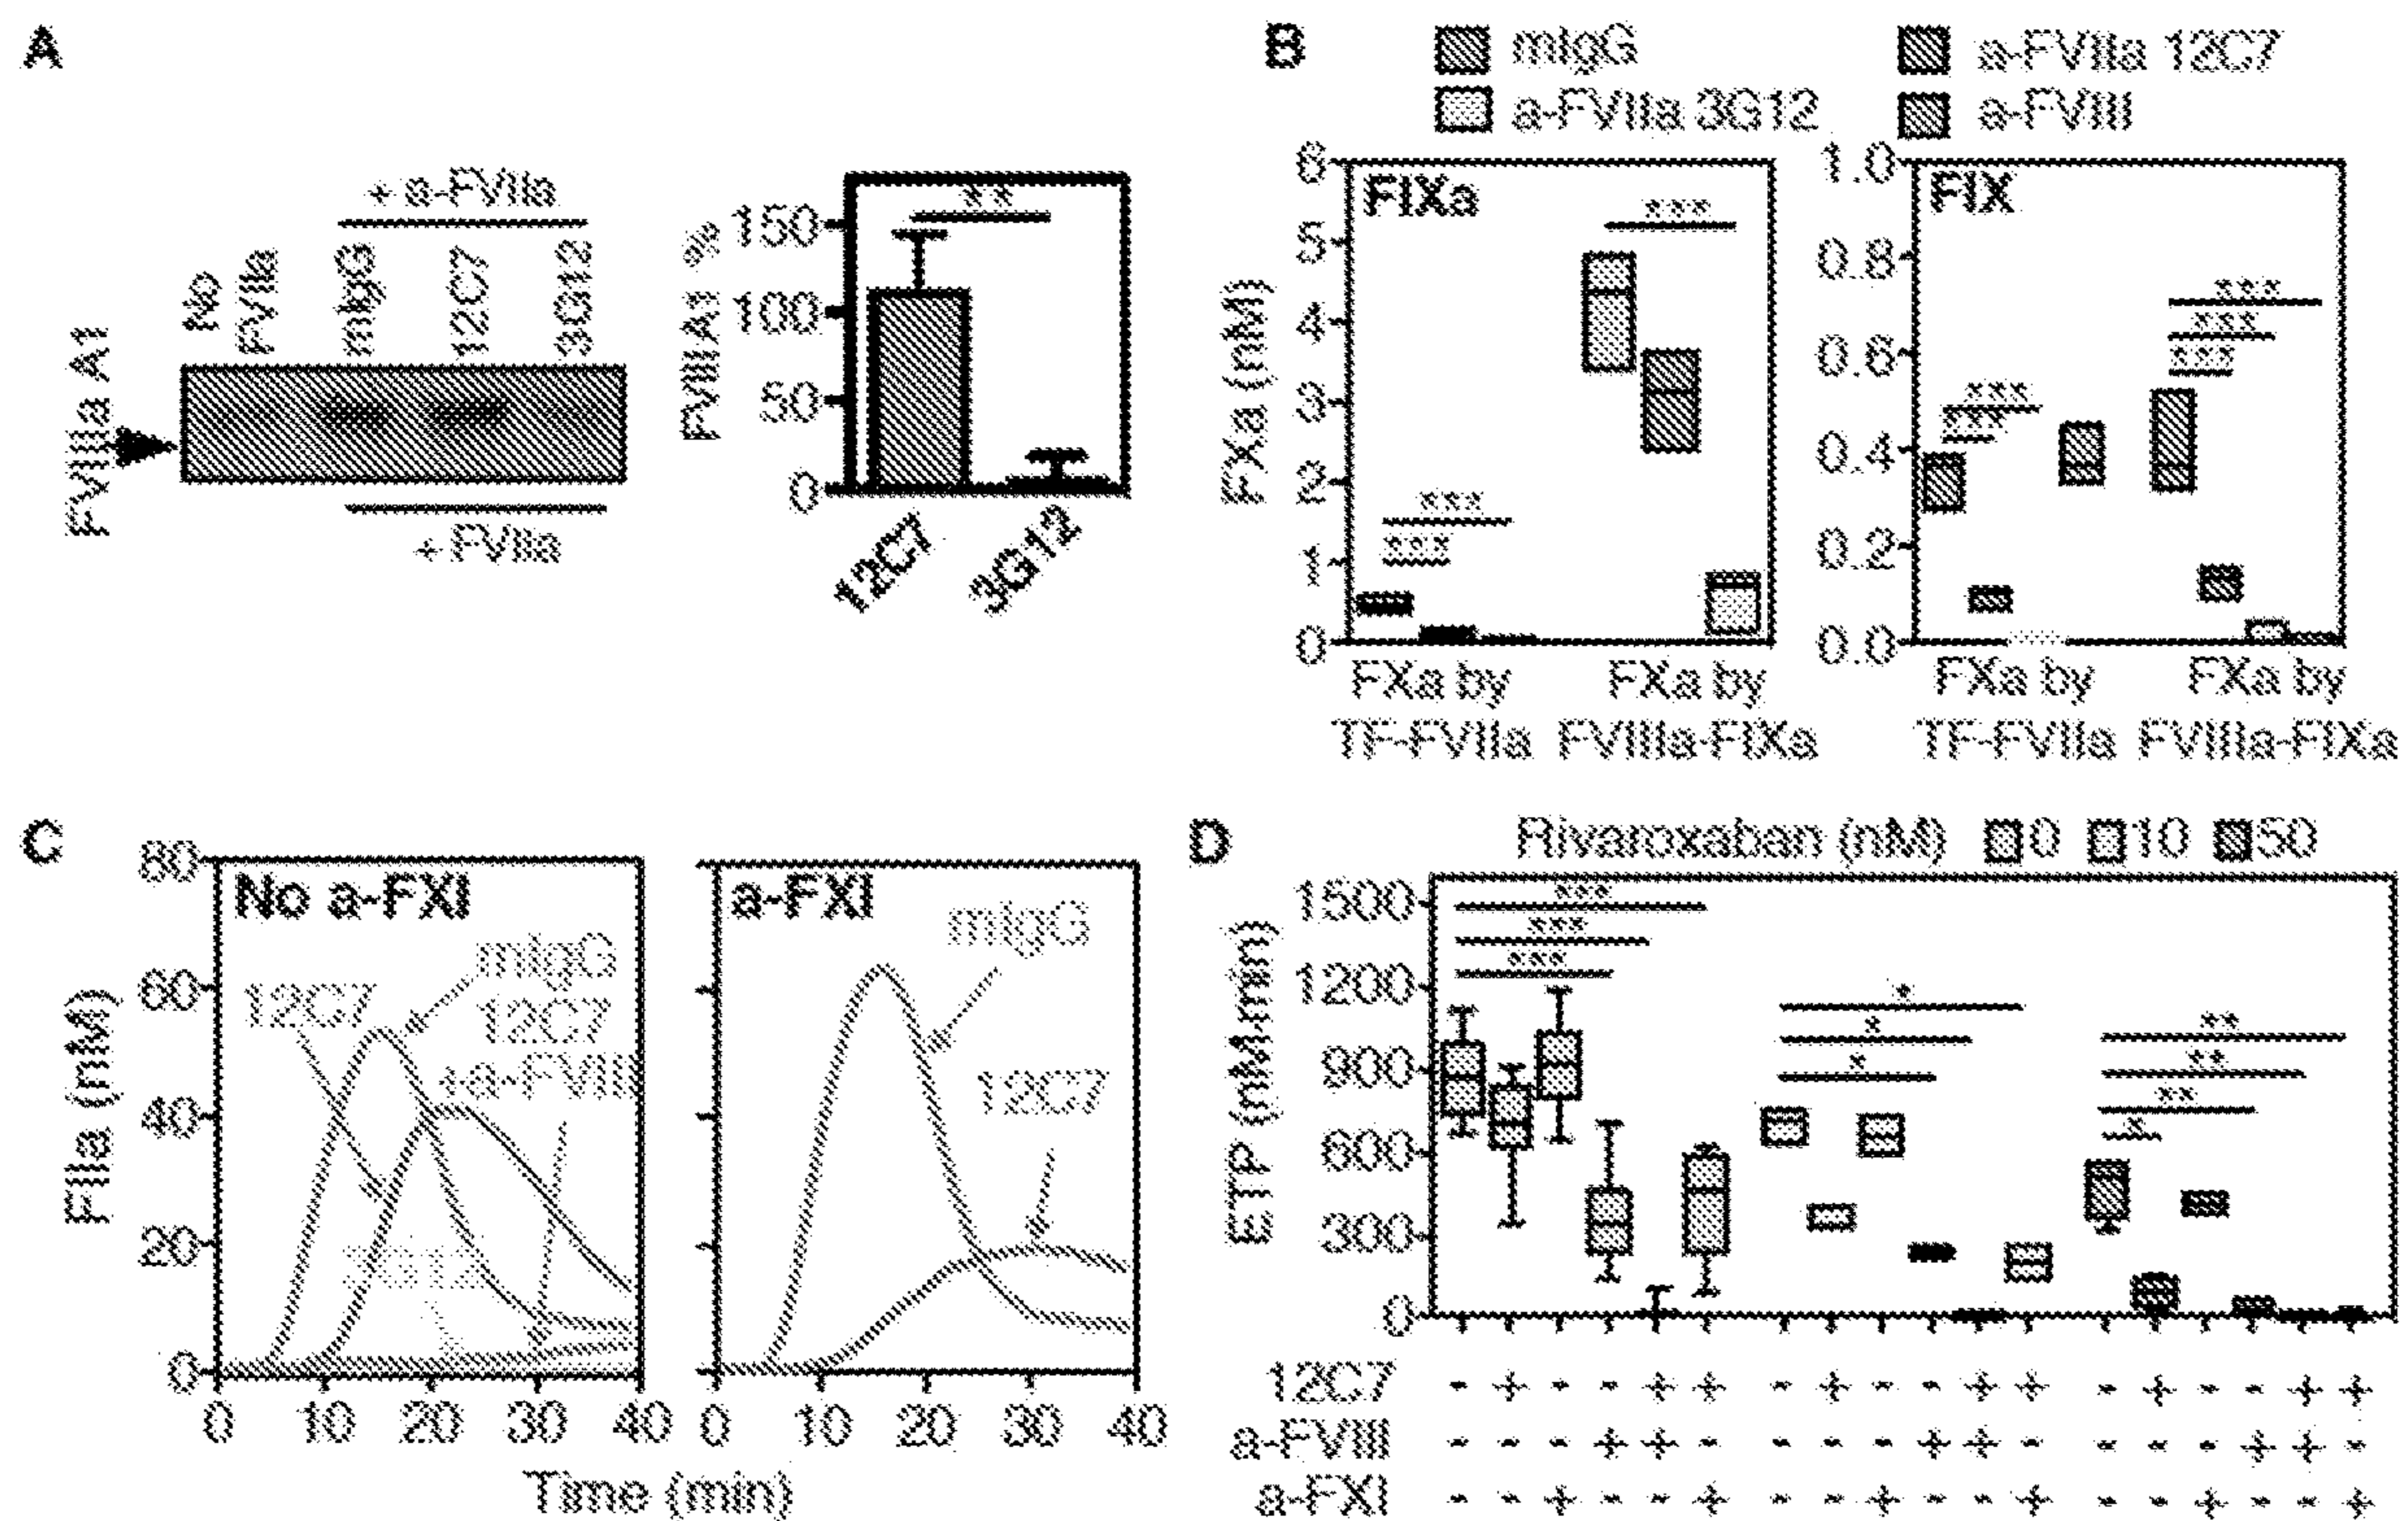 A
+ a-FVIIa
No
FVIIa
mIgG
12C7
3G12
FVIIIa A1
+ FVIIa
FVIIIA1 %
150
100
50
0
**
12C7
3G12
B
mIgG
a-FVIIa 12C7
a-FVIIa 3G12
a-FVIII
FXa (nM)
6
5
4
3
2
1
0
FIXa
***
***
***
FXa by
TF-FVIIa
FXa by
FVIIIa-FIXa
1.0
0.8
0.6
0.4
0.2
0.0
FIX
***
***
***
***
***
FXa by
TF-FVIIa
FXa by
FVIIIa-FIXa
C
FIIa (nM)
80
60
40
20
0
No a-FXI
12C7
mIgG
12C7
+a-FVIII
3G12
0 10 20 30 40
a-FXI
mIgG
12C7
0 10 20 30 40
Time (min)
D
Rivaroxaban (nM) 0 10 50
ETP (nM·min)
1500
1200
900
600
300
0
***
***
***
*
*
*
**
**
**
*
12C7 - + - - + + - + - - + + - + - - + +
a-FVIII - - - + + - - - - + + - - - - + + -
a-FXI - - + - - + - - + - - + - - + - - +